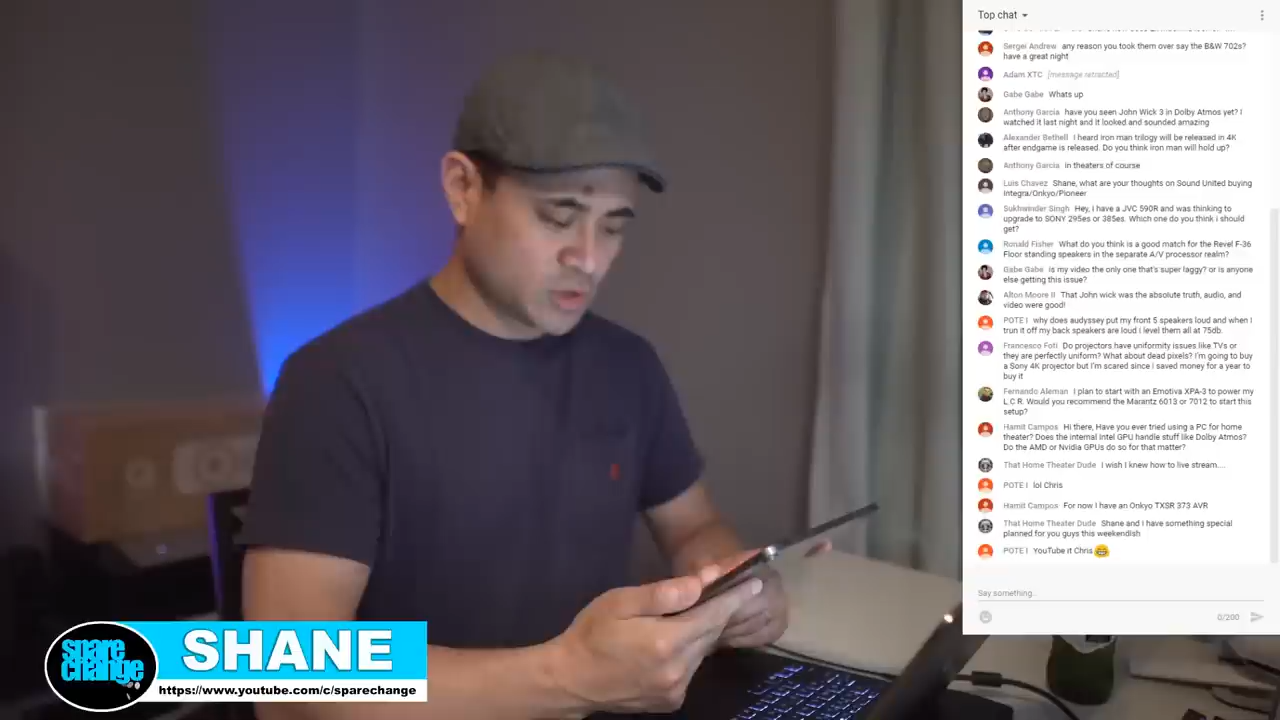 Top chat
Sergei Andrew any reason you took them over say the B&W 702s?
have a great night
Adam XTC [message retracted]
Gabe Gabe Whats up
Anthony Garcia have you seen John Wick 3 in Dolby Atmos yet? I
watched it last night and it looked and sounded amazing
Alexander Bethell I heard iron man trilogy will be released in 4K
after endgame is released. Do you think iron man will hold up?
Anthony Garcia in theaters of course
Luis Chavez Shane, what are your thoughts on Sound United buying
Integra/Onkyo/Pioneer
Sukhwinder Singh Hey, i have a JVC 590R and was thinking to
upgrade to SONY 295es or 385es. Which one do you think i should
get?
Ronald Fisher What do you think is a good match for the Revel F-36
Floor standing speakers in the separate A/V processor realm?
Gabe Gabe is my video the only one that's super laggy? or is anyone
else getting this issue?
Alton Moore II That John wick was the absolute truth, audio, and
video were good!
POTE I why does audyssey put my front 5 speakers loud and when I
trun it off my back speakers are loud i level them all at 75db.
Francesco Foti Do projectors have uniformity issues like TVs or
they are perfectly uniform? What about dead pixels? I'm going to buy
a Sony 4K projector but I'm scared since I saved money for a year to
buy it
Fernando Aleman I plan to start with an Emotiva XPA-3 to power my
L C R. Would you recommend the Marantz 6013 or 7012 to start this
setup?
Hamit Campos Hi there, Have you ever tried using a PC for home
theater? Does the internal Intel GPU handle stuff like Dolby Atmos?
Do the AMD or Nvidia GPUs do so for that matter?
That Home Theater Dude I wish I knew how to live stream....
POTE I lol Chris
Hamit Campos For now I have an Onkyo TXSR 373 AVR
That Home Theater Dude Shane and I have something special
planned for you guys this weekendish
POTE I YouTube it Chris
Say something...
0/200
spare
change
SHANE
https://www.youtube.com/c/sparechange